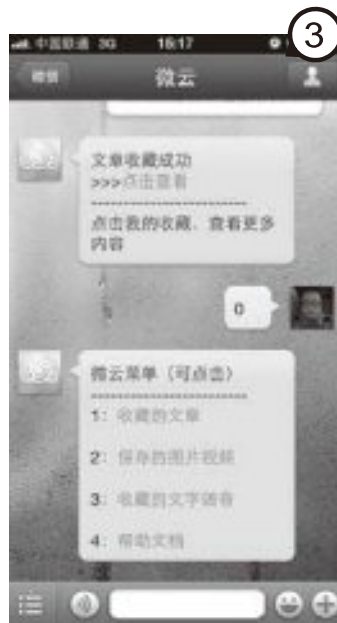 ③
中国联通 3G 16:17
微信 微云
文章收藏成功
>>>点击查看
------------------------
点击我的收藏，查看更多
内容
0
微云菜单（可点击）
------------------------
1：收藏的文章
2：保存的图片视频
3：收藏的文字语音
4：帮助文档